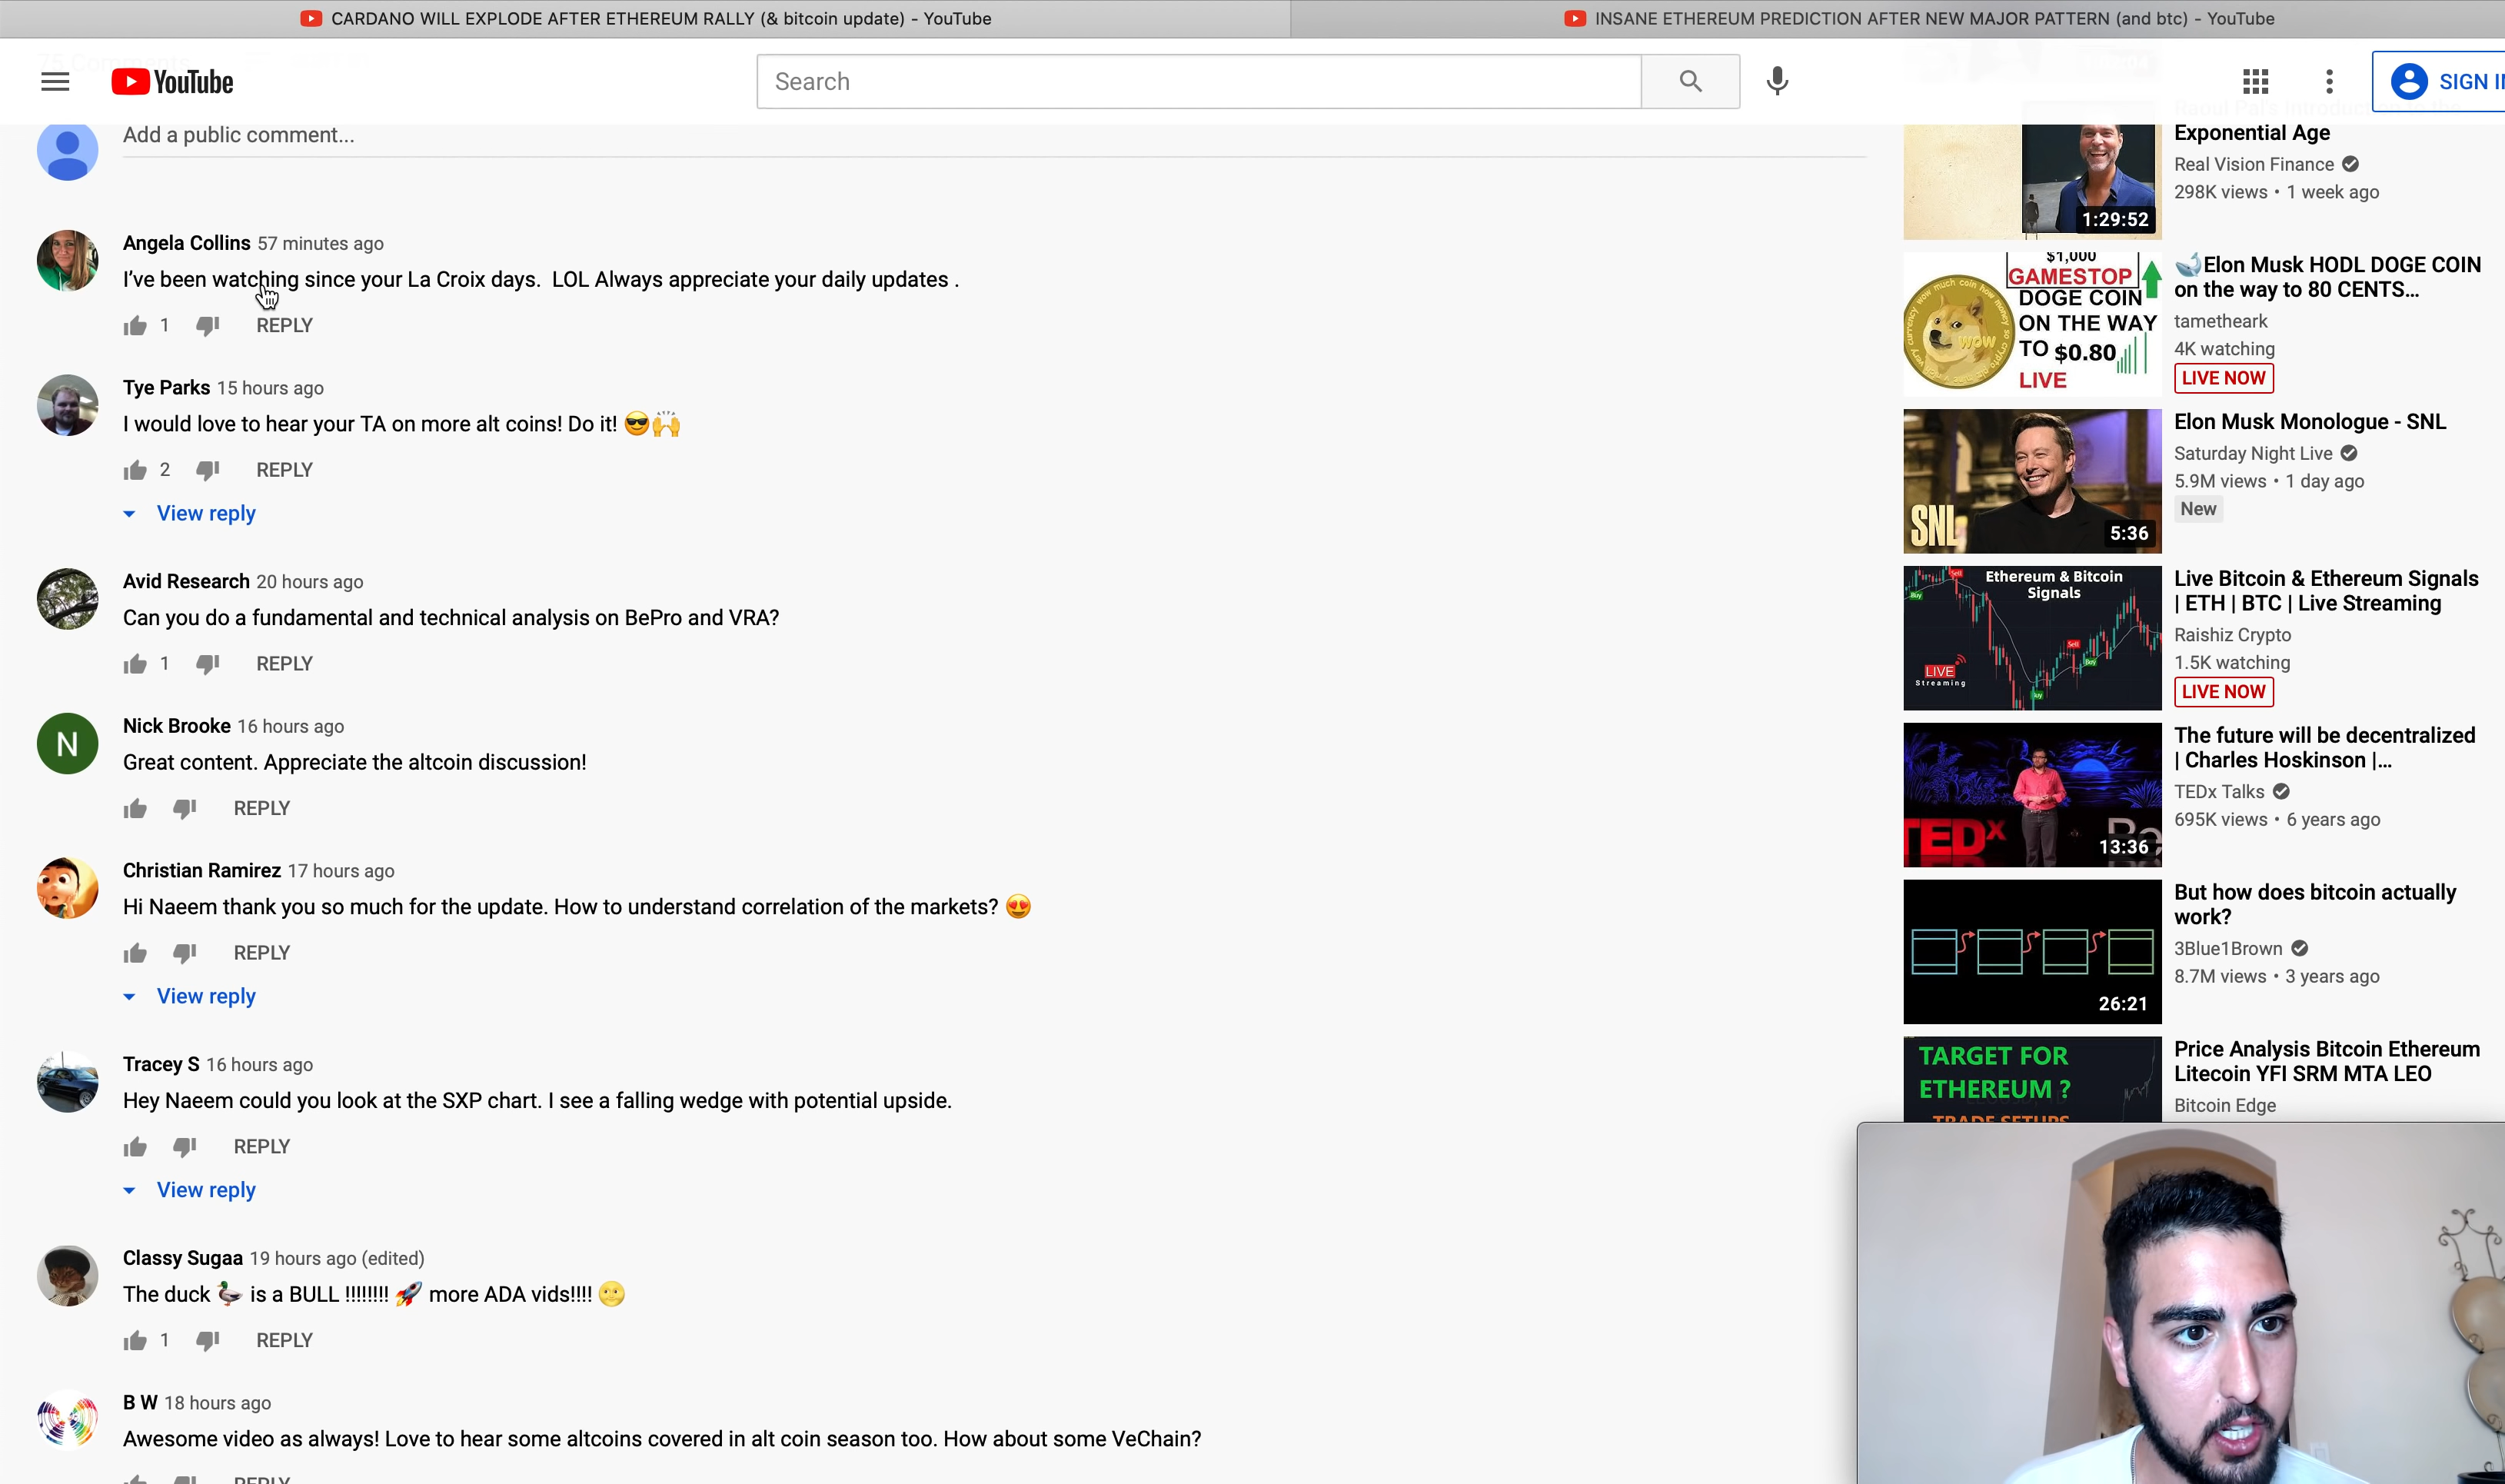 CARDANO WILL EXPLODE AFTER ETHEREUM RALLY (& bitcoin update) - YouTube
INSANE ETHEREUM PREDICTION AFTER NEW MAJOR PATTERN (and btc) - YouTube
75 Comments
YouTube
Search
SIGN I
Add a public comment...
Angela Collins 57 minutes ago
I've been watching since your La Croix days.  LOL Always appreciate your daily updates .
1 REPLY
Tye Parks 15 hours ago
I would love to hear your TA on more alt coins! Do it! 😎🙌
2 REPLY
View reply
Avid Research 20 hours ago
Can you do a fundamental and technical analysis on BePro and VRA?
1 REPLY
N
Nick Brooke 16 hours ago
Great content. Appreciate the altcoin discussion!
REPLY
Christian Ramirez 17 hours ago
Hi Naeem thank you so much for the update. How to understand correlation of the markets? 😍
REPLY
View reply
Tracey S 16 hours ago
Hey Naeem could you look at the SXP chart. I see a falling wedge with potential upside.
REPLY
View reply
Classy Sugaa 19 hours ago (edited)
The duck 🦆 is a BULL !!!!!!!! 🚀 more ADA vids!!!! 🌝
1 REPLY
B W 18 hours ago
Awesome video as always! Love to hear some altcoins covered in alt coin season too. How about some VeChain?
REPLY
Exponential Age
Real Vision Finance
298K views • 1 week ago
1:29:52
$1,000
GAMESTOP
DOGE COIN
ON THE WAY
TO $0.80
LIVE
WOW
🐳Elon Musk HODL DOGE COIN
on the way to 80 CENTS...
tametheark
4K watching
LIVE NOW
SNL
5:36
Elon Musk Monologue - SNL
Saturday Night Live
5.9M views • 1 day ago
New
Ethereum & Bitcoin
Signals
Sell
Buy
Sell
Buy
Buy
LIVE
Streaming
Live Bitcoin & Ethereum Signals
| ETH | BTC | Live Streaming
Raishiz Crypto
1.5K watching
LIVE NOW
TEDx
13:36
The future will be decentralized
| Charles Hoskinson |...
TEDx Talks
695K views • 6 years ago
26:21
But how does bitcoin actually
work?
3Blue1Brown
8.7M views • 3 years ago
TARGET FOR
ETHEREUM ?
TRADE SETUPS
Price Analysis Bitcoin Ethereum
Litecoin YFI SRM MTA LEO
Bitcoin Edge